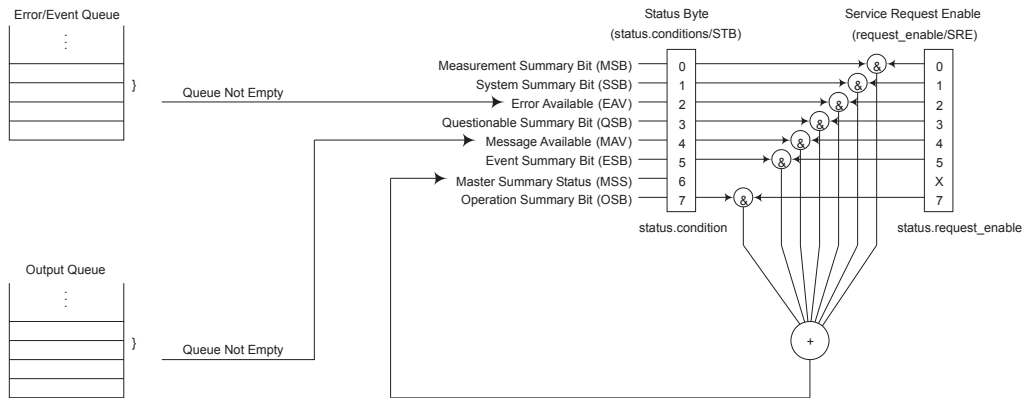 Error/Event Queue
Status Byte
(status.conditions/STB)
Service Request Enable
(request_enable/SRE)
Measurement Summary Bit (MSB)
0
&
0
System Summary Bit (SSB)
1
&
1
}
Queue Not Empty
Error Available (EAV)
2
&
2
Questionable Summary Bit (QSB)
3
&
3
Message Available (MAV)
4
&
4
Event Summary Bit (ESB)
5
&
5
Master Summary Status (MSS)
6
X
Operation Summary Bit (OSB)
7
&
7
status.condition
status.request_enable
Output Queue
}
Queue Not Empty
+